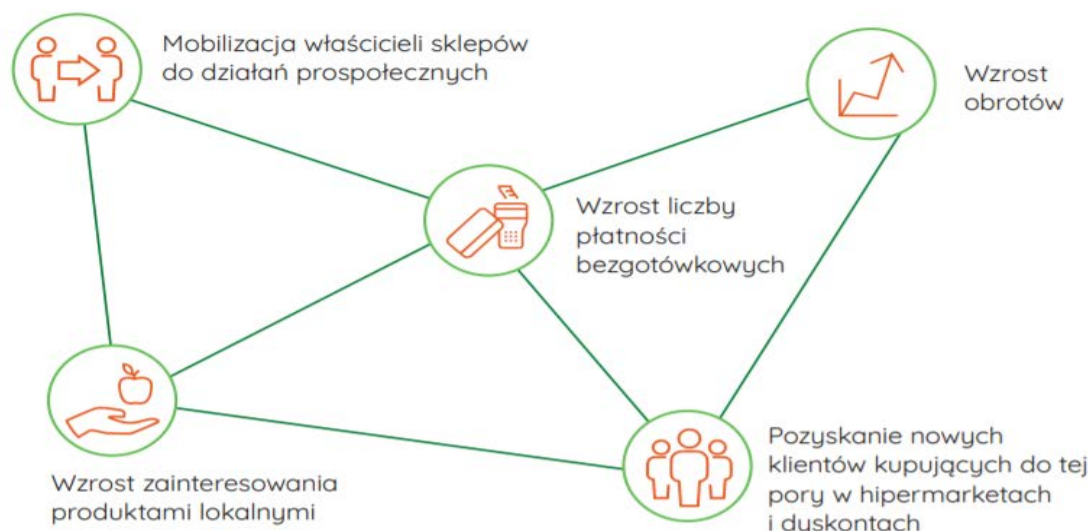 Mobilizacja właścicieli sklepów
do działań prospołecznych
Wzrost
obrotów
Wzrost liczby
płatności
bezgotówkowych
Wzrost zainteresowania
produktami lokalnymi
Pozyskanie nowych
klientów kupujących do tej
pory w hipermarketach
i dyskontach